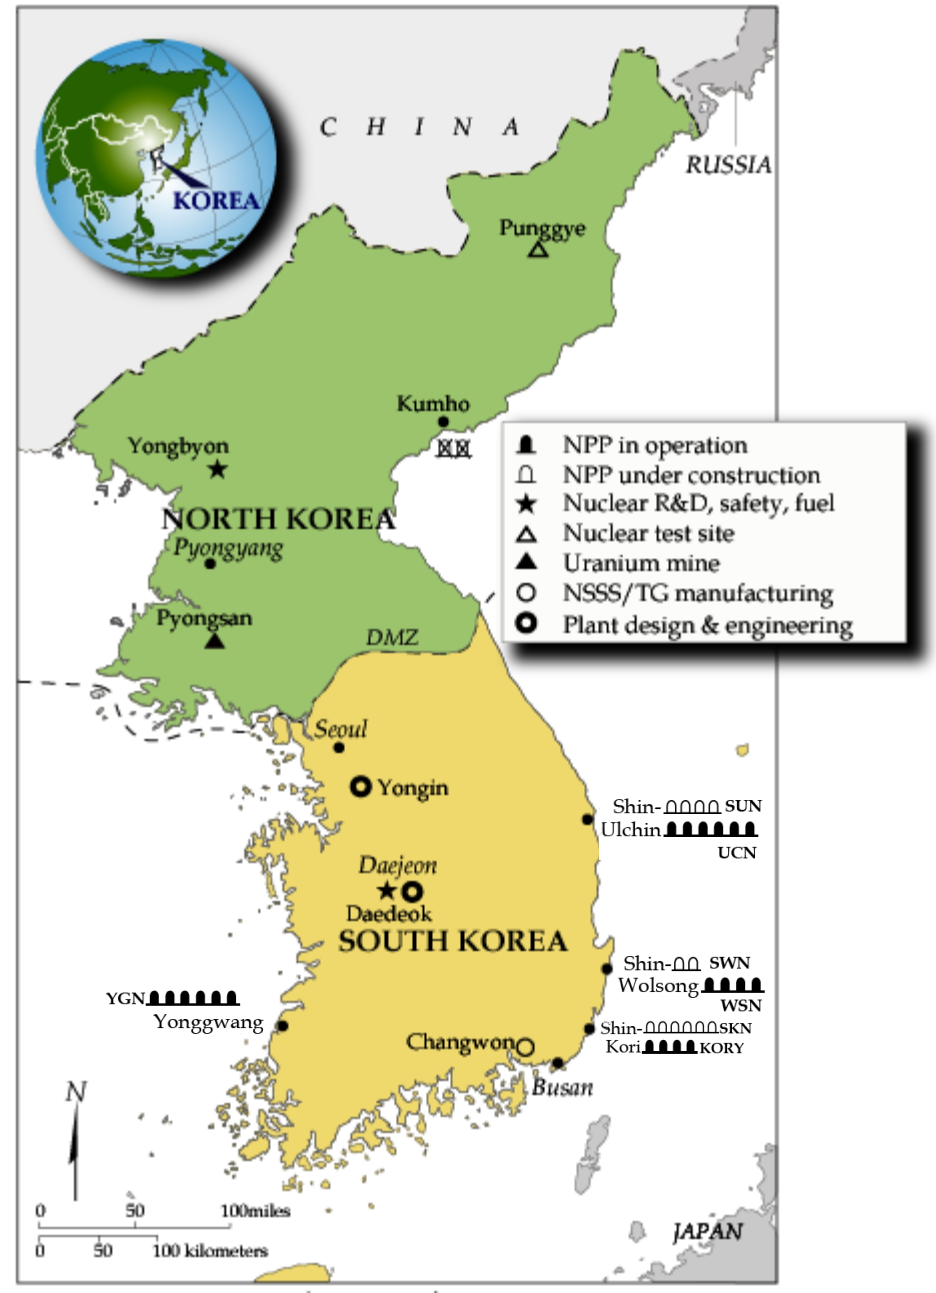 C H I N A
RUSSIA
KOREA
Punggye
Kumho
Yongbyon
NORTH KOREA
Pyongyang
Pyongsan
DMZ
NPP in operation
NPP under construction
Nuclear R&D, safety, fuel
Nuclear test site
Uranium mine
NSSS/TG manufacturing
Plant design & engineering
Seoul
Yongin
Shin- SUN
Ulchin
UCN
Daejeon
Daedeok
SOUTH KOREA
Shin- SWN
Wolsong
WSN
YGN
Yonggwang
Shin- SKN
Kori KORY
Changwon
Busan
N
0 50 100miles
0 50 100 kilometers
JAPAN